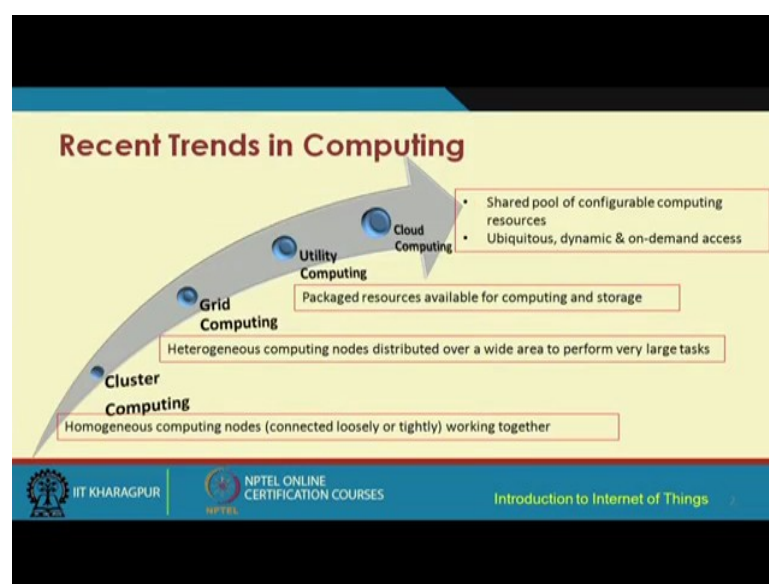 Recent Trends in Computing
• Shared pool of configurable computing
resources
• Ubiquitous, dynamic & on-demand access
Cloud
Computing
Utility
Computing
Packaged resources available for computing and storage
Grid
Computing
Heterogeneous computing nodes distributed over a wide area to perform very large tasks
Cluster
Computing
Homogeneous computing nodes (connected loosely or tightly) working together
IIT KHARAGPUR
NPTEL ONLINE
CERTIFICATION COURSES
NPTEL
Introduction to Internet of Things